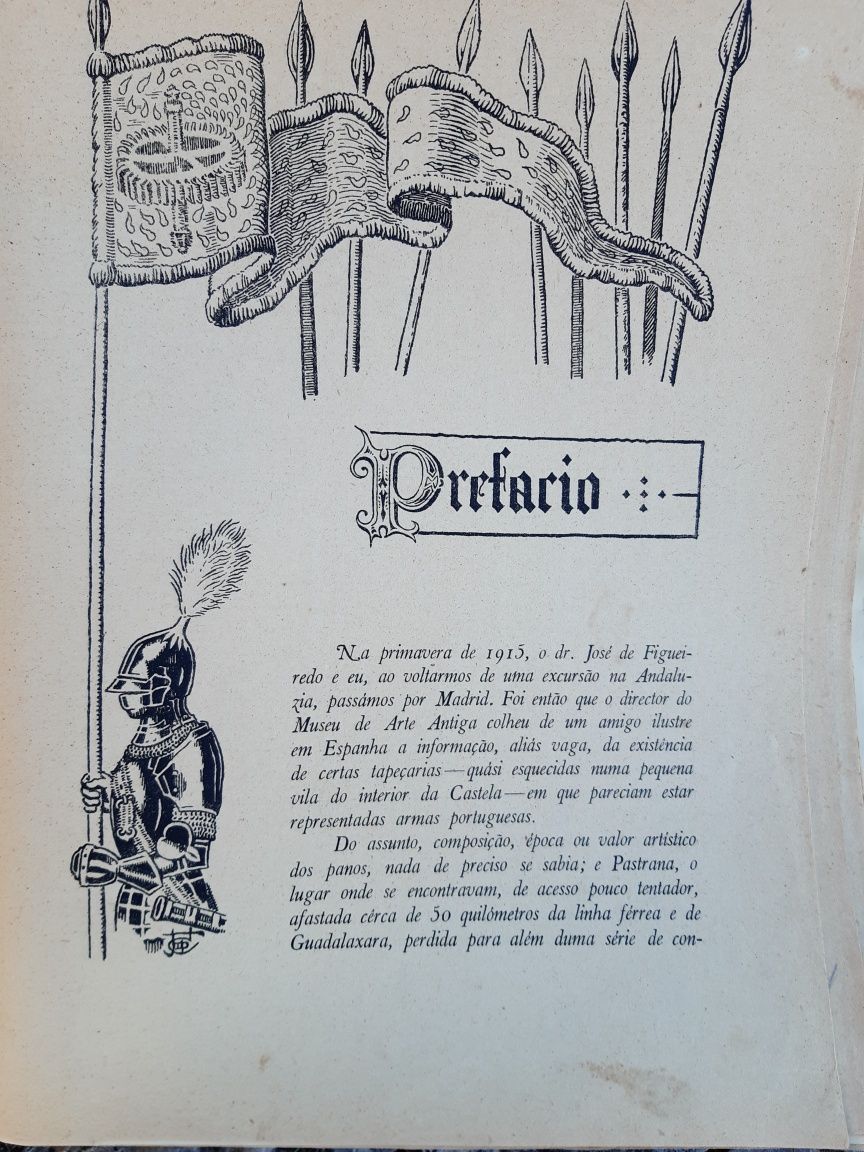 Prefacio
Na primavera de 1915, o dr. José de Figuei-
redo e eu, ao voltarmos de uma excursão na Andalu-
zia, passámos por Madrid. Foi então que o director do
Museu de Arte Antiga colheu de um amigo ilustre
em Espanha a informação, aliás vaga, da existência
de certas tapeçarias—quási esquecidas numa pequena
vila do interior da Castela—em que pareciam estar
representadas armas portuguesas.
Do assunto, composição, época ou valor artístico
dos panos, nada de preciso se sabia; e Pastrana, o
lugar onde se encontravam, de acesso pouco tentador,
afastada cêrca de 50 quilómetros da linha férrea e de
Guadalaxara, perdida para além duma série de con-